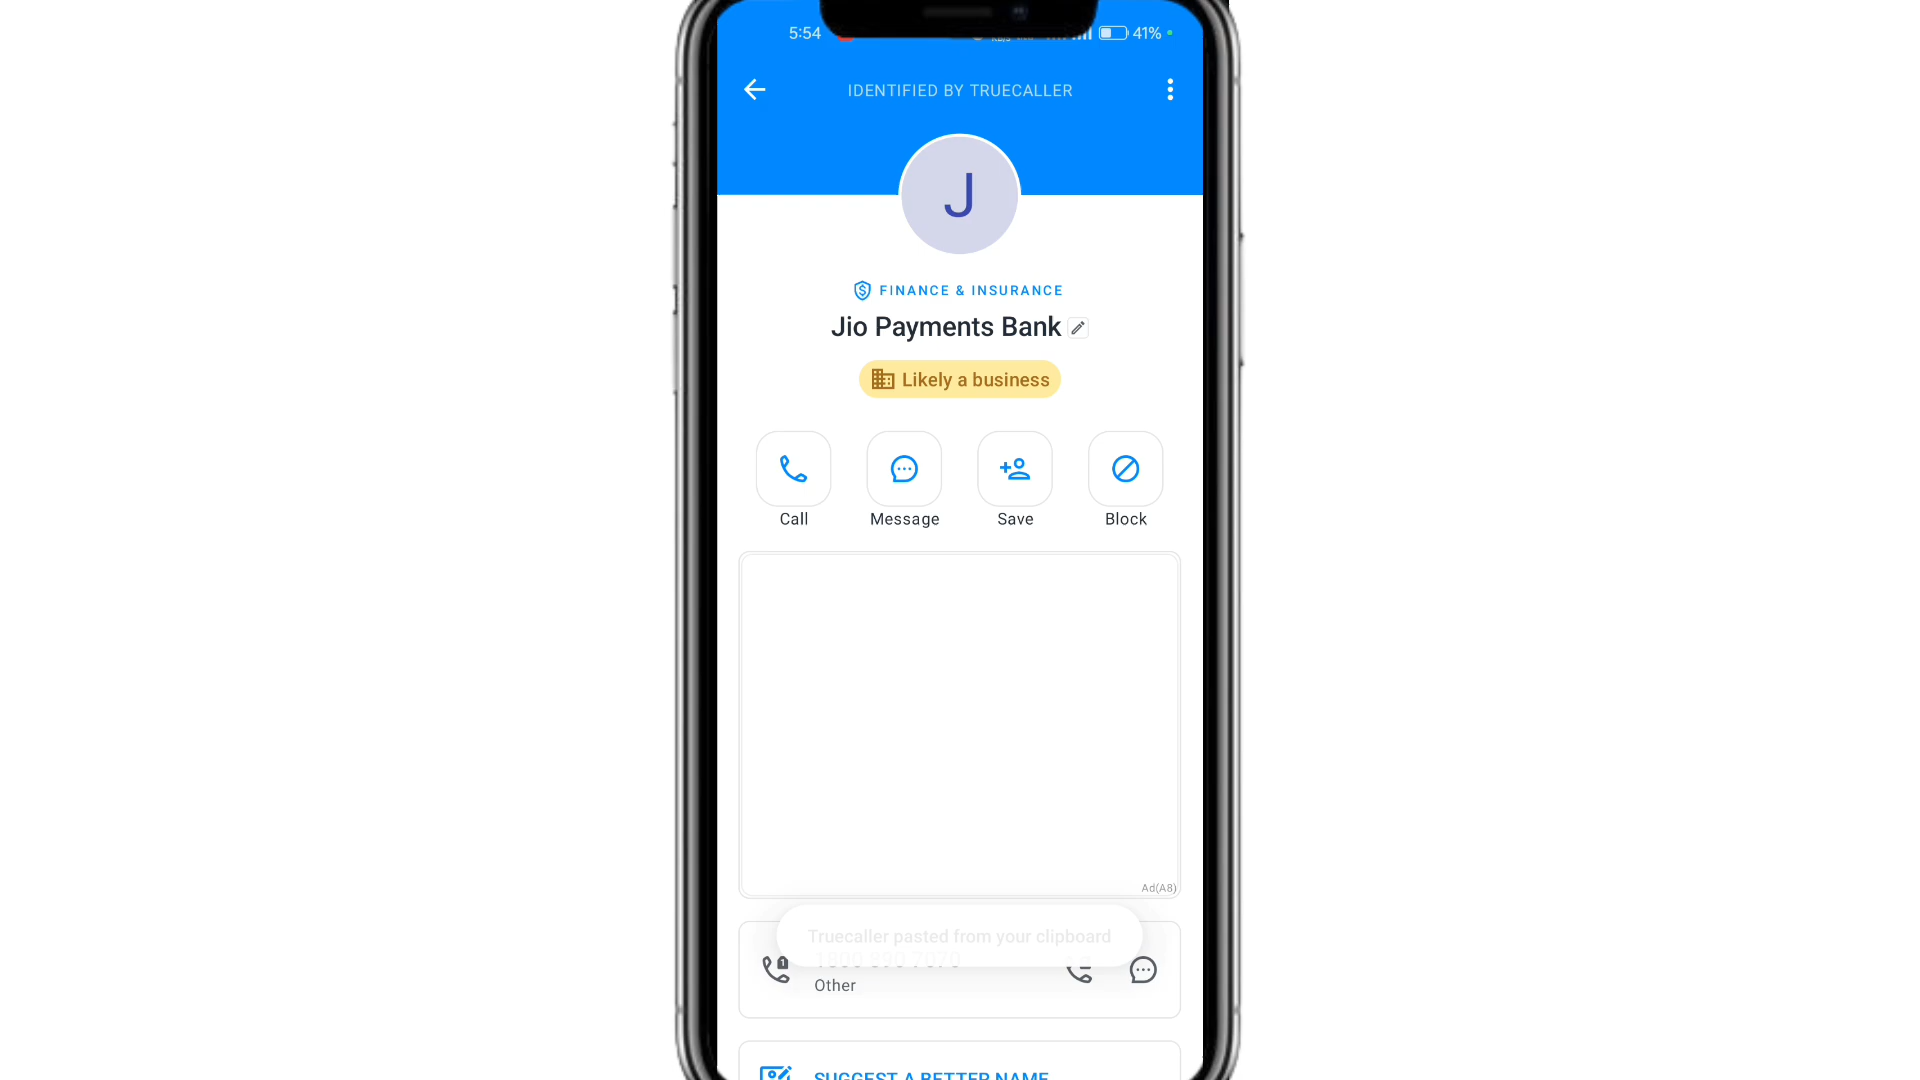 5:54
41%
IDENTIFIED BY TRUECALLER
J
FINANCE & INSURANCE
Jio Payments Bank
Likely a business
Call
Message
Save
Block
Ad(A8)
Truecaller pasted from your clipboard
Other
SUGGEST A BETTER NAME